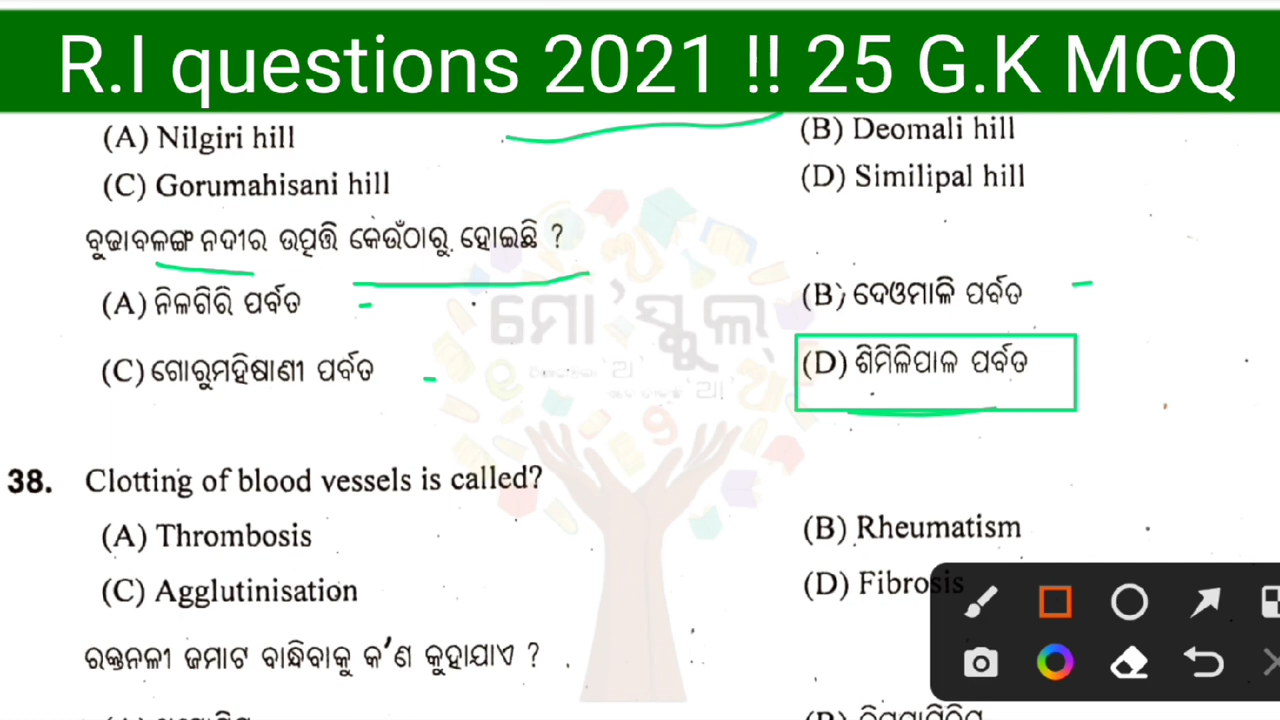 R.I questions 2021 !! 25 G.K MCQ
(A) Nilgiri hill
(B) Deomali hill
(C) Gorumahisani hill
(D) Similipal hill
ବୁଢାବଳଙ୍ଗ ନଦୀର ଉତ୍ପତ୍ତି କେଉଁଠାରୁ ହୋଇଛି ?
(A) ନିଳଗିରି ପର୍ବତ
(B) ଦେଓମାଳି ପର୍ବତ
(C) ଗୋରୁମହିଷାଣୀ ପର୍ବତ
(D) ଶିମିଳିପାଳ ପର୍ବତ
ମୋ'ସ୍କୁଲ
38. Clotting of blood vessels is called?
(A) Thrombosis
(B) Rheumatism
(C) Agglutinisation
(D) Fibrosis
ରକ୍ତନଳୀ ଜମାଟ ବାନ୍ଧିବାକୁ କ'ଣ କୁହାଯାଏ ?